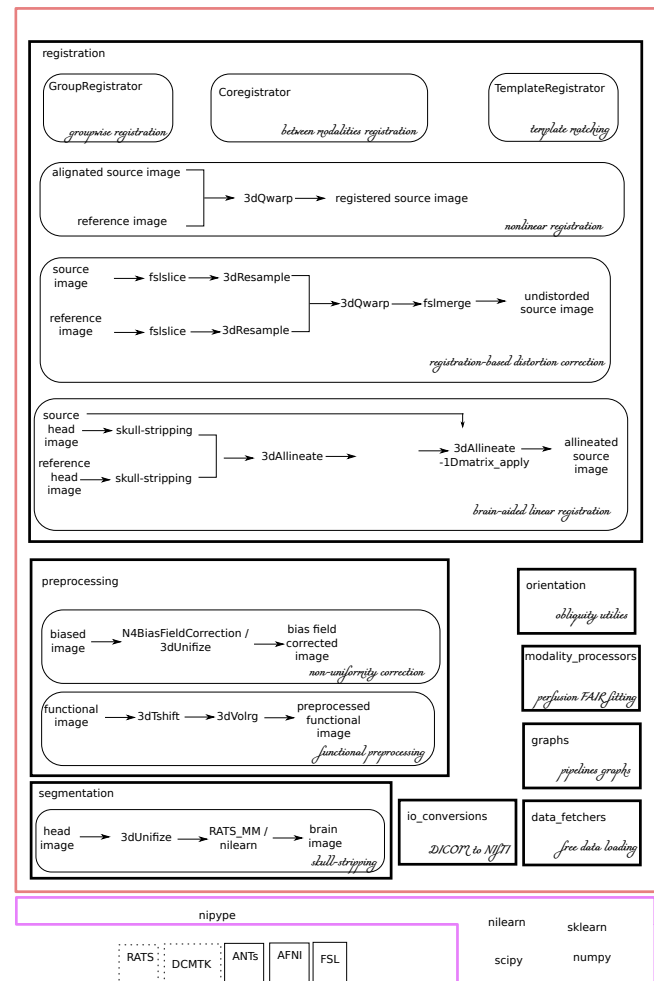 registration
GroupRegistrator
groupwise registration
Coregistrator
between modalities registration
TemplateRegistrator
template matching
alignated source image
reference image
3dQwarp
registered source image
nonlinear registration
source
image
fslslice
3dResample
reference
image
fslslice
3dResample
3dQwarp
fslmerge
undistorded
source image
registration-based distortion correction
source
head
image
skull-stripping
reference
head
image
skull-stripping
3dAllineate
3dAllineate
-1Dmatrix_apply
allineated
source
image
brain-aided linear registration
preprocessing
biased
image
N4BiasFieldCorrection /
3dUnifize
bias field
corrected
image
non-uniformity correction
functional
image
3dTshift
3dVolrg
preprocessed
functional
image
functional preprocessing
segmentation
head
image
3dUnifize
RATS_MM /
nilearn
brain
image
skull-stripping
orientation
obliquity utilies
modality_processors
perfusion FAIR fitting
graphs
pipelines graphs
io_conversions
DICOM to NIfTI
data_fetchers
free data loading
nipype
RATS
DCMTK
ANTs
AFNI
FSL
nilearn
sklearn
scipy
numpy